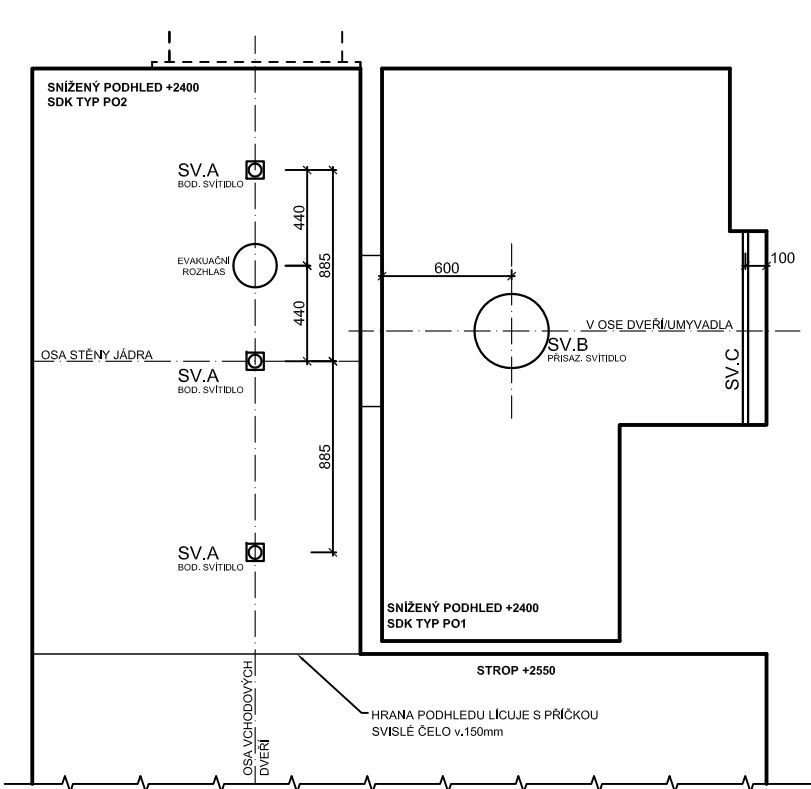 SNÍŽENÝ PODHLED +2400
SDK TYP PO2
SV.A
BOD. SVÍTIDLO
440
885
EVAKUAČNÍ
ROZHLAS
440
600
100
V OSE DVEŘÍ/UMYVADLA
SV.B
PŘISAZ. SVÍTIDLO
SV.C
OSA STĚNY JÁDRA
SV.A
BOD. SVÍTIDLO
885
SV.A
BOD. SVÍTIDLO
SNÍŽENÝ PODHLED +2400
SDK TYP PO1
STROP +2550
OSA VCHODOVÝCH
DVEŘÍ
HRANA PODHLEDU LÍCUJE S PŘÍČKOU
SVISLÉ ČELO v.150mm